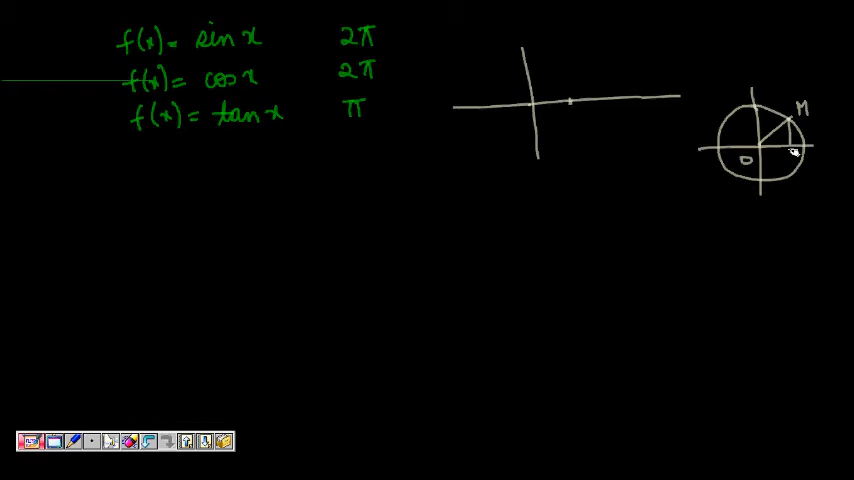 f(x) = sin x 2π
f(x) = cos x 2π
f(x) = tan x π
M
O